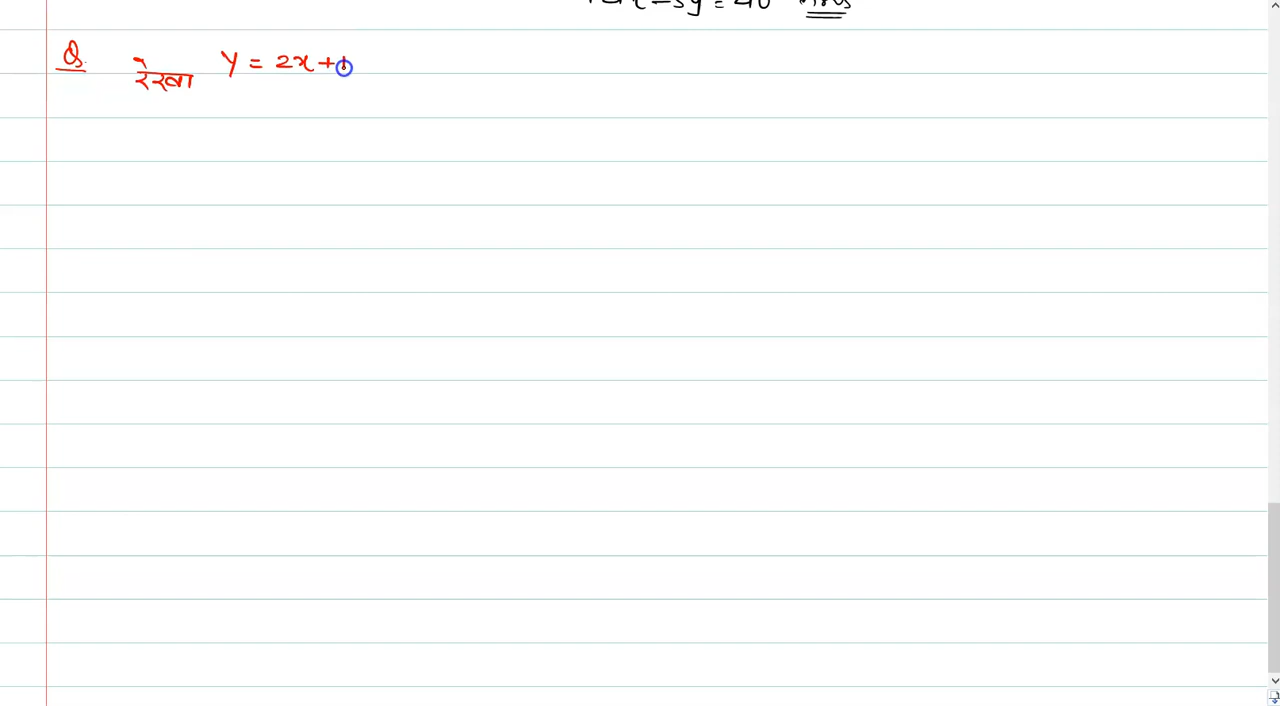 Q. रेखा y = 2x+1